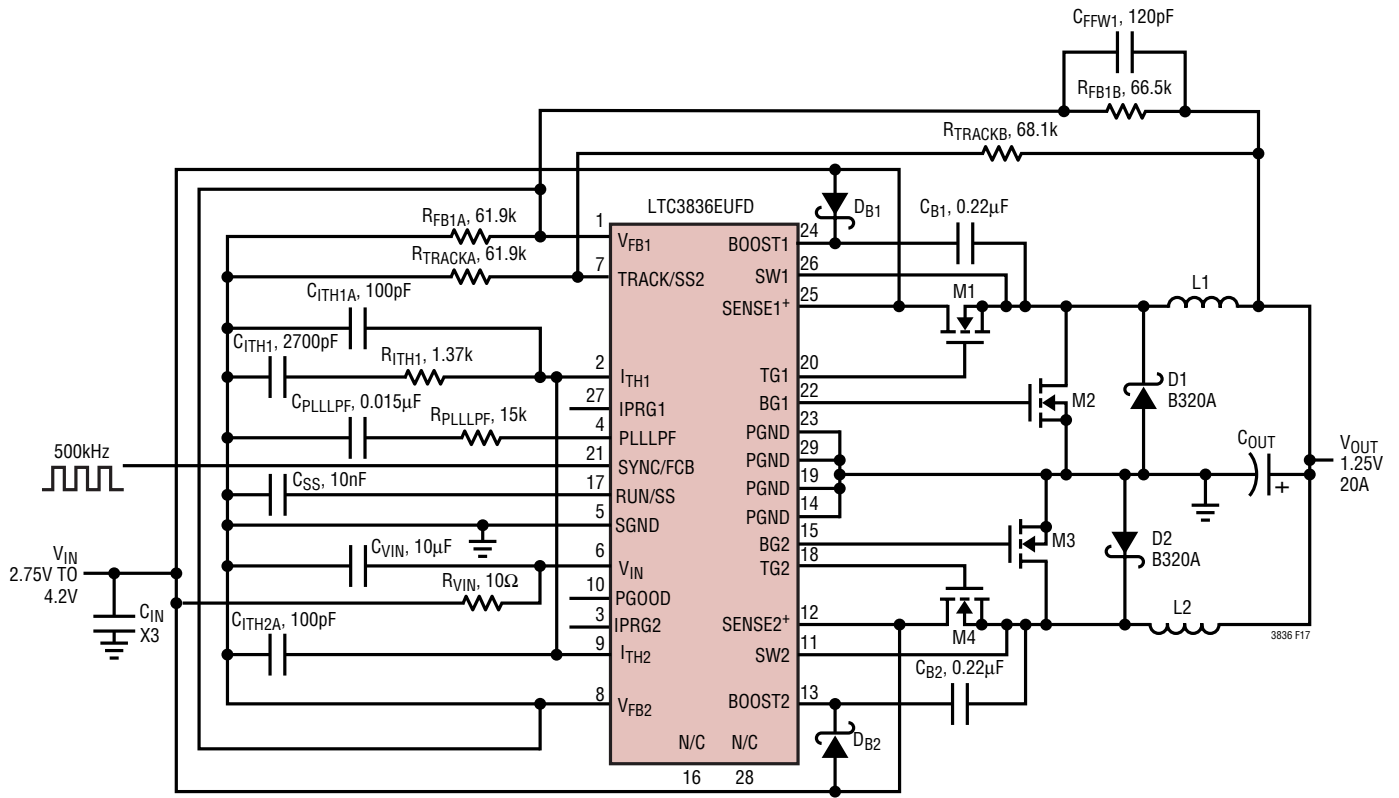 CFFW1, 120pF
RFB1B, 66.5k
RTRACKB, 68.1k
LTC3836EUFD
DB1
CB1, 0.22µF
RFB1A, 61.9k
1
VFB1
BOOST1
24
RTRACKA, 61.9k
7
TRACK/SS2
SW1
26
CITH1A, 100pF
SENSE1+
25
M1
L1
CITH1, 2700pF
RITH1, 1.37k
2
ITH1
TG1
20
27
IPRG1
BG1
22
M2
D1
B320A
CPLLLPF, 0.015µF
RPLLLPF, 15k
4
PLLLPF
PGND
23
500kHz
21
SYNC/FCB
PGND
29
COUT
+
VOUT
1.25V
20A
CSS, 10nF
17
RUN/SS
PGND
19
5
SGND
PGND
14
BG2
15
M3
D2
B320A
CVIN, 10µF
6
VIN
TG2
18
VIN
2.75V TO
4.2V
RVIN, 10Ω
10
PGOOD
CIN
X3
CITH2A, 100pF
3
IPRG2
SENSE2+
12
M4
L2
3836 F17
9
ITH2
SW2
11
CB2, 0.22µF
8
VFB2
BOOST2
13
DB2
N/C N/C
16 28